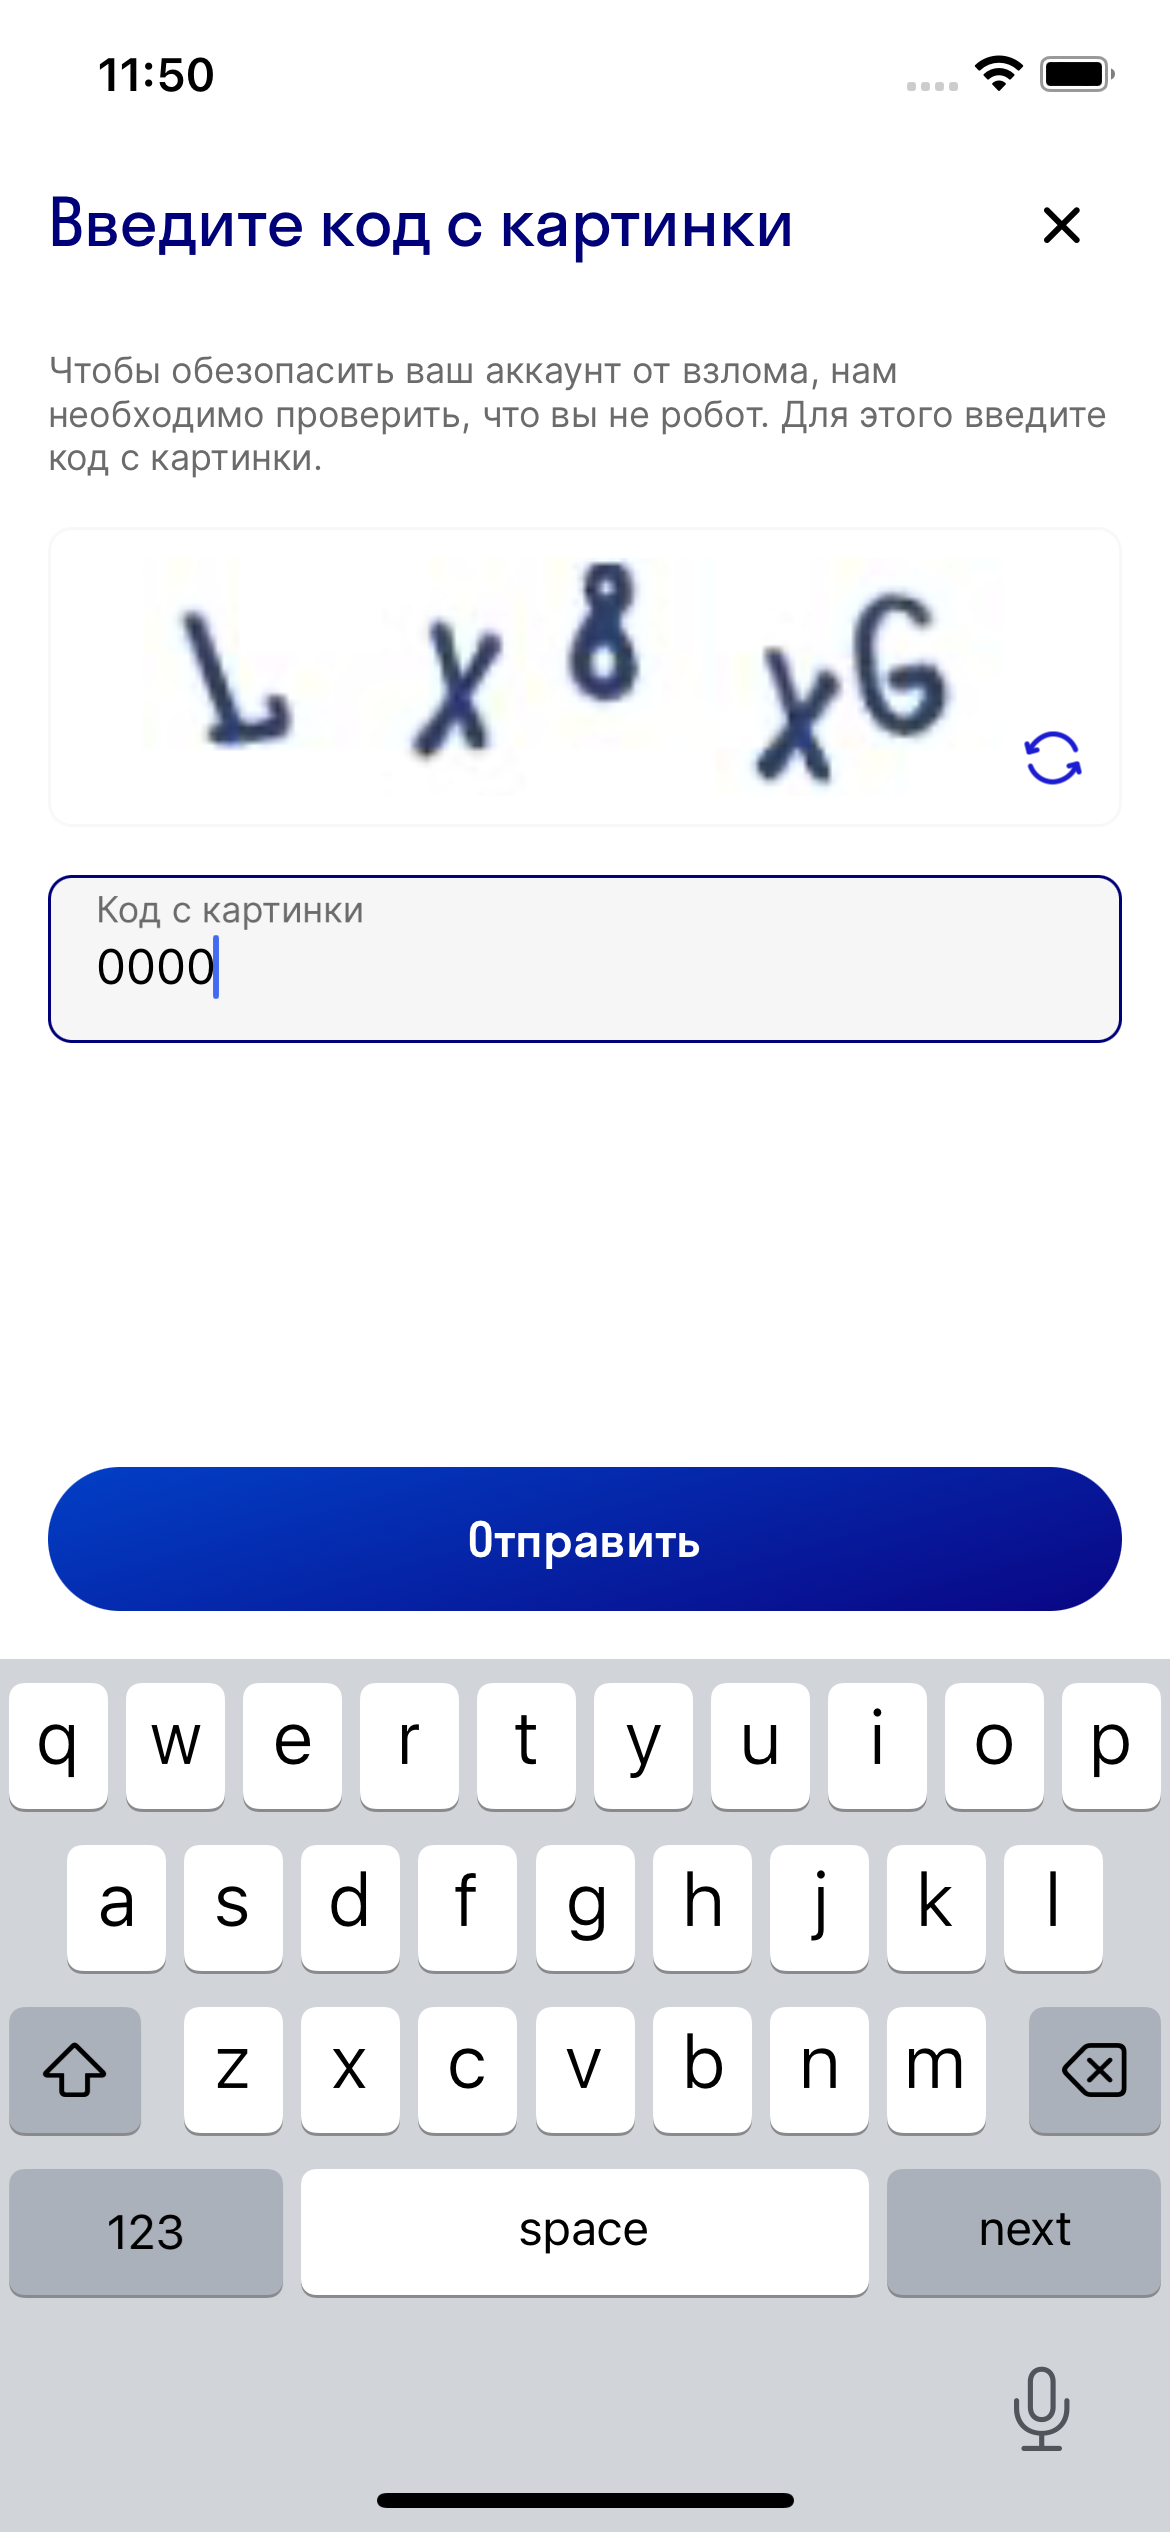 11:50
Введите код с картинки
Чтобы обезопасить ваш аккаунт от взлома, нам
необходимо проверить, что вы не робот. Для этого введите
код с картинки.
Код с картинки
0000
Отправить
q w e r t y u i o p
a s d f g h j k l
z x c v b n m
123 space next